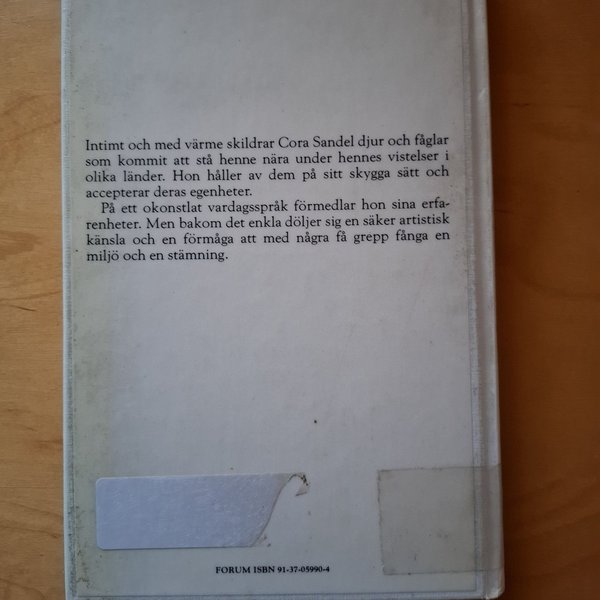 Intimt och med värme skildrar Cora Sandel djur och fåglar
som kommit att stå henne nära under hennes vistelser i
olika länder. Hon håller av dem på sitt skygga sätt och
accepterar deras egenheter.
På ett okonstlat vardagsspråk förmedlar hon sina erfa-
renheter. Men bakom det enkla döljer sig en säker artistisk
känsla och en förmåga att med några få grepp fånga en
miljö och en stämning.
FORUM ISBN 91-37-05990-4